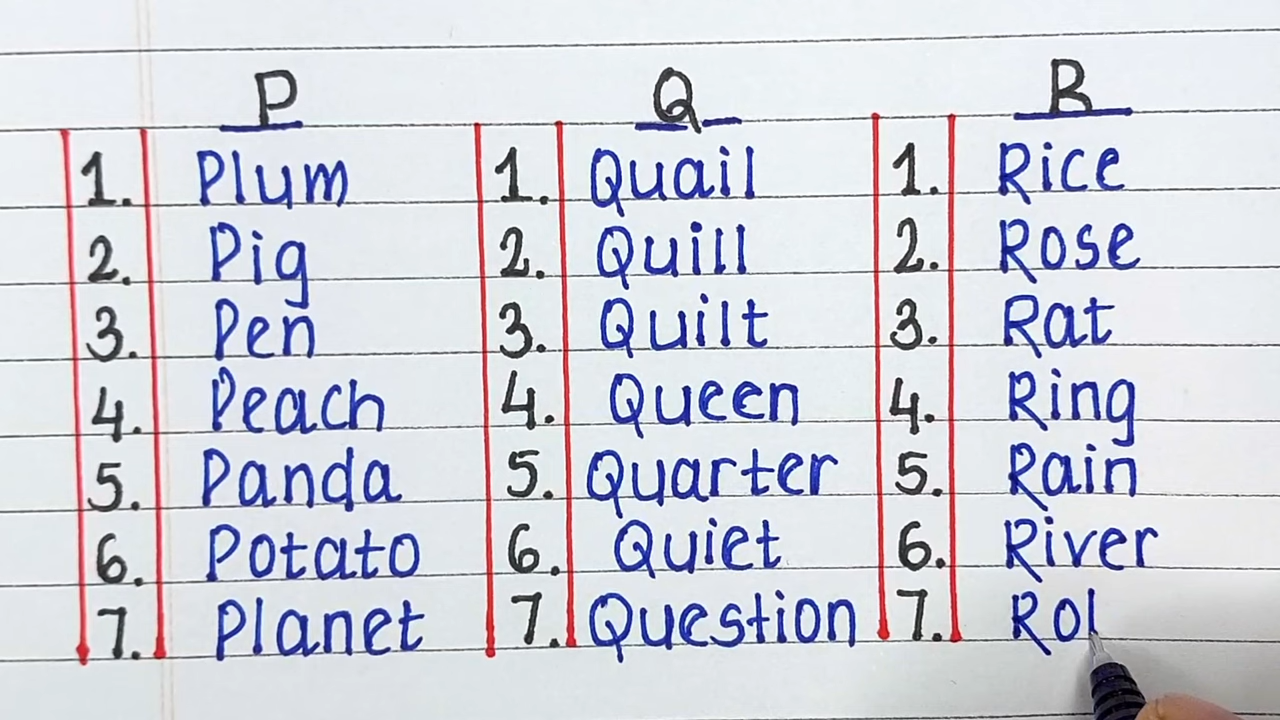 P Q R
1. Plum 1. Quail 1. Rice
2. Pig 2. Quill 2. Rose
3. Pen 3. Quilt 3. Rat
4. Peach 4. Queen 4. Ring
5. Panda 5. Quarter 5. Rain
6. Potato 6. Quiet 6. River
7. Planet 7. Question 7. Rol